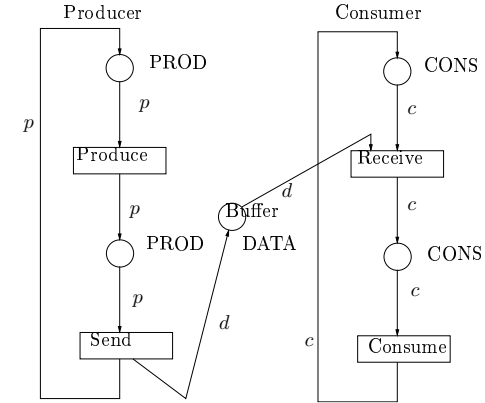 Producer
Consumer
PROD
CONS
p
c
p
Produce
Receive
d
p
c
Buffer
PROD
DATA
CONS
p
c
d
Send
c
Consume